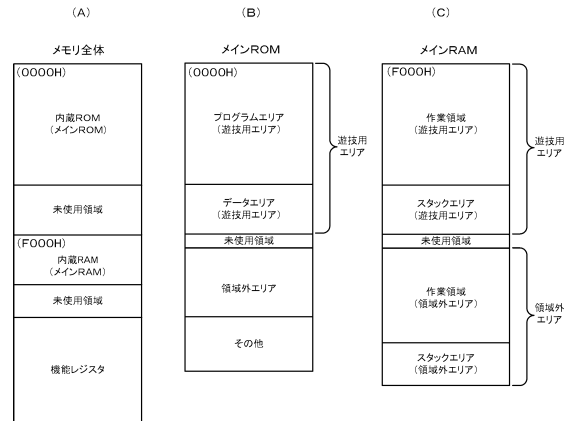 (A)
メモリ全体
(0000H)
内蔵ROM
(メインROM)
未使用領域
(F000H)
内蔵RAM
(メインRAM)
未使用領域
機能レジスタ
(B)
メインROM
(0000H)
プログラムエリア
(遊技用エリア)
データエリア
(遊技用エリア)
未使用領域
領域外エリア
その他
遊技用
エリア
(C)
メインRAM
(F000H)
作業領域
(遊技用エリア)
スタックエリア
(遊技用エリア)
未使用領域
作業領域
(領域外エリア)
スタックエリア
(領域外エリア)
遊技用
エリア
領域外
エリア